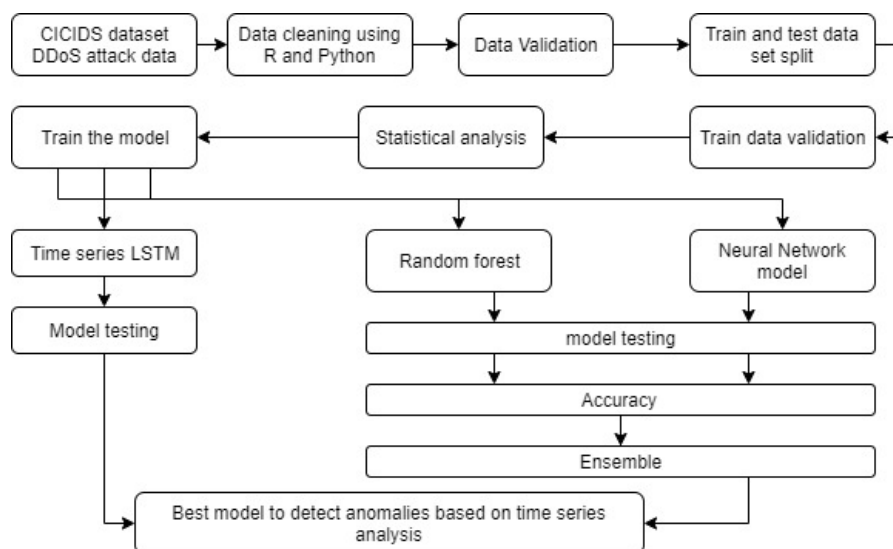 CICIDS dataset
DDoS attack data
Data cleaning using
R and Python
Data Validation
Train and test data
set split
Train the model
Statistical analysis
Train data validation
Time series LSTM
Random forest
Neural Network
model
Model testing
model testing
Accuracy
Ensemble
Best model to detect anomalies based on time series
analysis